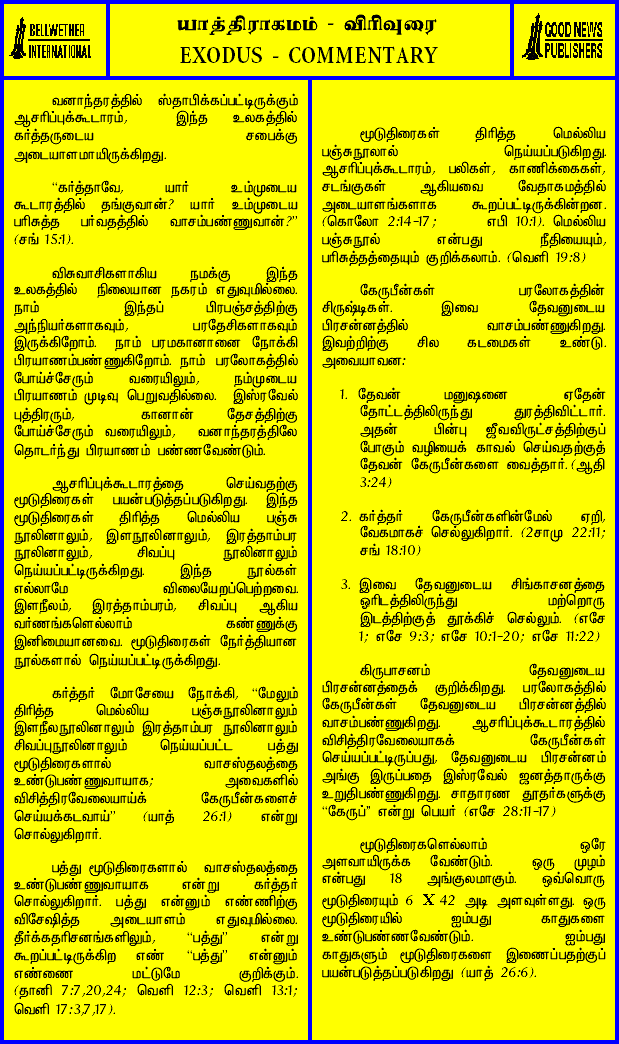 BELLWETHER
INTERNATIONAL
யாத்திராகமம் - விரிவுரை
EXODUS - COMMENTARY
GOOD NEWS
PUBLISHERS
வனாந்தரத்தில் ஸ்தாபிக்கப்பட்டிருக்கும்
ஆசரிப்புக்கூடாரம், இந்த உலகத்தில்
கர்த்தருடைய சபைக்கு
அடையாளமாயிருக்கிறது.
“கர்த்தாவே, யார் உம்முடைய
கூடாரத்தில் தங்குவான்? யார் உம்முடைய
பரிசுத்த பர்வதத்தில் வாசம்பண்ணுவான்?”
(சங் 15:1).
விசுவாசிகளாகிய நமக்கு இந்த
உலகத்தில் நிலையான நகரம் எதுவுமில்லை.
நாம் இந்தப் பிரபஞ்சத்திற்கு
அந்நியர்களாகவும், பரதேசிகளாகவும்
இருக்கிறோம். நாம் பரமகானானை நோக்கி
பிரயாணம்பண்ணுகிறோம். நாம் பரலோகத்தில்
போய்ச்சேரும் வரையிலும், நம்முடைய
பிரயாணம் முடிவு பெறுவதில்லை. இஸ்ரவேல்
புத்திரரும், கானான் தேசத்திற்கு
போய்ச்சேரும் வரையிலும், வனாந்தரத்திலே
தொடர்ந்து பிரயாணம் பண்ணவேண்டும்.
ஆசரிப்புக்கூடாரத்தை செய்வதற்கு
மூடுதிரைகள் பயன்படுத்தப்படுகிறது. இந்த
மூடுதிரைகள் திரித்த மெல்லிய பஞ்சு
நூலினாலும், இளநூலினாலும், இரத்தாம்பர
நூலினாலும், சிவப்பு நூலினாலும்
நெய்யப்பட்டிருக்கிறது. இந்த நூல்கள்
எல்லாமே விலையேறப்பெற்றவை.
இளநீலம், இரத்தாம்பரம், சிவப்பு ஆகிய
வர்ணங்களெல்லாம் கண்ணுக்கு
இனிமையானவை. மூடுதிரைகள் நேர்த்தியான
நூல்களால் நெய்யப்பட்டிருக்கிறது.
கர்த்தர் மோசேயை நோக்கி, “மேலும்
திரித்த மெல்லிய பஞ்சுநூலினாலும்
இளநீலநூலினாலும் இரத்தாம்பர நூலினாலும்
சிவப்புநூலினாலும் நெய்யப்பட்ட பத்து
மூடுதிரைகளால் வாசஸ்தலத்தை
உண்டுபண்ணுவாயாக; அவைகளில்
விசித்திரவேலையாய்க் கேருபீன்களைச்
செய்யக்கடவாய்” (யாத் 26:1) என்று
சொல்லுகிறார்.
பத்து மூடுதிரைகளால் வாசஸ்தலத்தை
உண்டுபண்ணுவாயாக என்று கர்த்தர்
சொல்லுகிறார். பத்து என்னும் எண்ணிற்கு
விசேஷித்த அடையாளம் எதுவுமில்லை.
தீர்க்கதரிசனங்களிலும், “பத்து” என்று
கூறப்பட்டிருக்கிற எண் “பத்து” என்னும்
எண்ணை மட்டுமே குறிக்கும்.
(தானி 7:7,20,24; வெளி 12:3; வெளி 13:1;
வெளி 17:3,7,17).
மூடுதிரைகள் திரித்த மெல்லிய
பஞ்சுநூலால் நெய்யப்படுகிறது.
ஆசரிப்புக்கூடாரம், பலிகள், காணிக்கைகள்,
சடங்குகள் ஆகியவை வேதாகமத்தில்
அடையாளங்களாக கூறப்பட்டிருக்கின்றன.
(கொலோ 2:14-17; எபி 10:1). மெல்லிய
பஞ்சுநூல் என்பது நீதியையும்,
பரிசுத்தத்தையும் குறிக்கலாம். (வெளி 19:8)
கேருபீன்கள் பரலோகத்தின்
சிருஷ்டிகள். இவை தேவனுடைய
பிரசன்னத்தில் வாசம்பண்ணுகிறது.
இவற்றிற்கு சில கடமைகள் உண்டு.
அவையாவன:
1. தேவன் மனுஷனை ஏதேன்
தோட்டத்திலிருந்து துரத்திவிட்டார்.
அதன் பின்பு ஜீவவிருட்சத்திற்குப்
போகும் வழியைக் காவல் செய்வதற்குத்
தேவன் கேருபீன்களை வைத்தார். (ஆதி
3:24)
2. கர்த்தர் கேருபீன்களின்மேல் ஏறி,
வேகமாகச் செல்லுகிறார். (2சாமு 22:11;
சங் 18:10)
3. இவை தேவனுடைய சிங்காசனத்தை
ஓரிடத்திலிருந்து மற்றொரு
இடத்திற்குத் தூக்கிச் செல்லும். (எசே
1; எசே 9:3; எசே 10:1-20; எசே 11:22)
கிருபாசனம் தேவனுடைய
பிரசன்னத்தைக் குறிக்கிறது. பரலோகத்தில்
கேருபீன்கள் தேவனுடைய பிரசன்னத்தில்
வாசம்பண்ணுகிறது. ஆசரிப்புக்கூடாரத்தில்
விசித்திரவேலையாகக் கேருபீன்கள்
செய்யப்பட்டிருப்பது, தேவனுடைய பிரசன்னம்
அங்கு இருப்பதை இஸ்ரவேல் ஜனத்தாருக்கு
உறுதிபண்ணுகிறது. சாதாரண தூதர்களுக்கு
“கேருப்” என்று பெயர் (எசே 28:11-17)
மூடுதிரைகளெல்லாம் ஒரே
அளவாயிருக்க வேண்டும். ஒரு முழம்
என்பது 18 அங்குலமாகும். ஒவ்வொரு
மூடுதிரையும் 6 X 42 அடி அளவுள்ளது. ஒரு
மூடுதிரையில் ஐம்பது காதுகளை
உண்டுபண்ணவேண்டும். ஐம்பது
காதுகளும் மூடுதிரைகளை இணைப்பதற்குப்
பயன்படுத்தப்படுகிறது (யாத் 26:6).